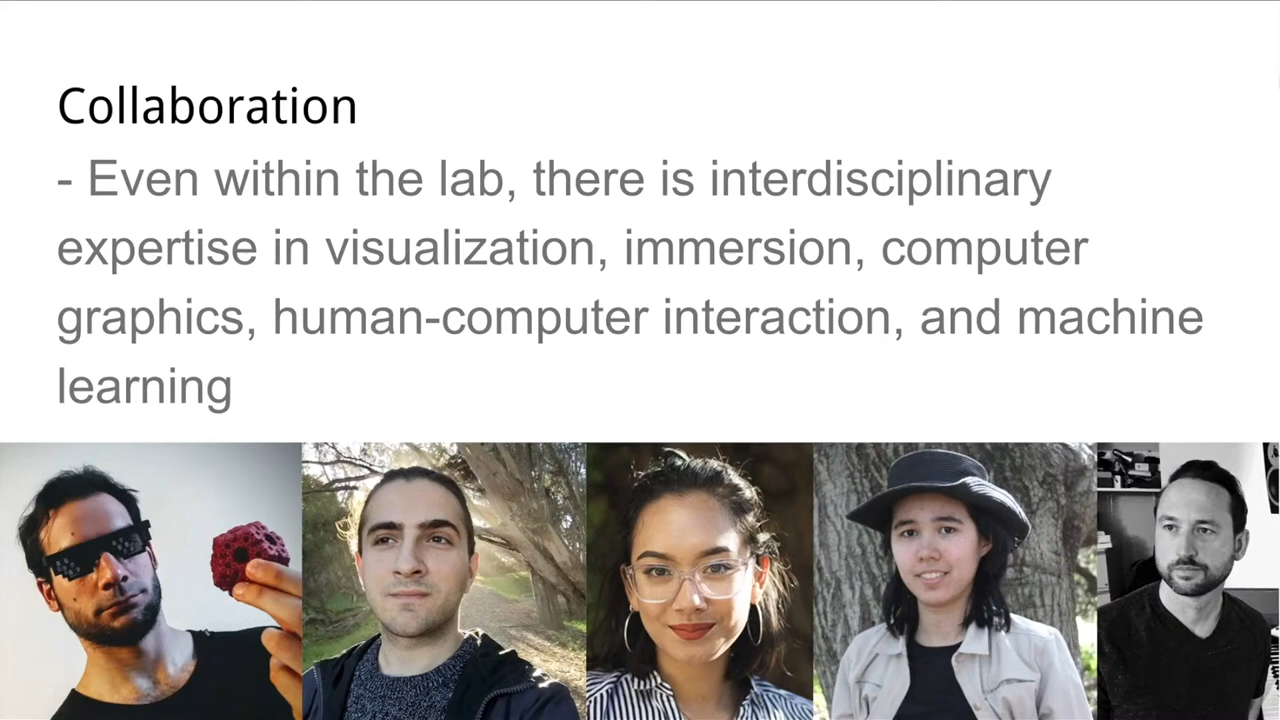 Collaboration
- Even within the lab, there is interdisciplinary
expertise in visualization, immersion, computer
graphics, human-computer interaction, and machine
learning